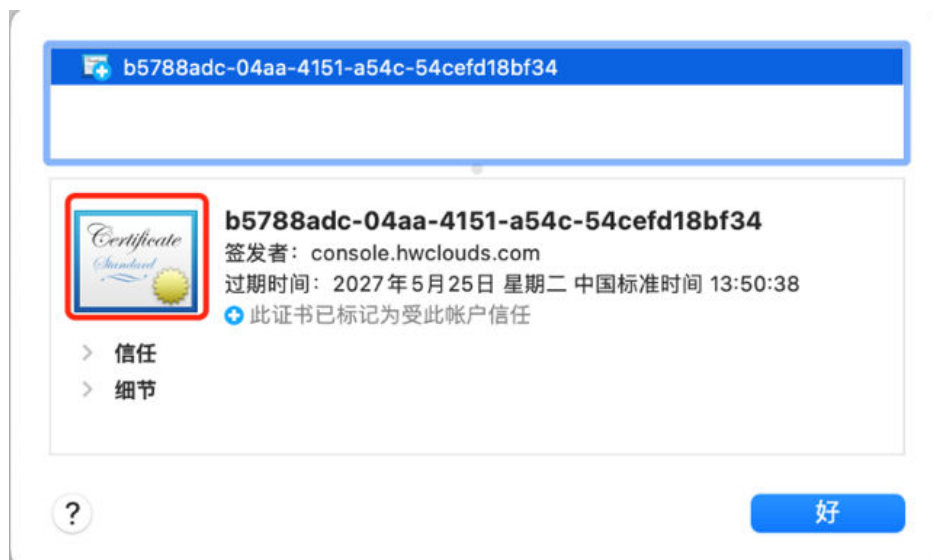 b5788adc-04aa-4151-a54c-54cefd18bf34
Certificate
Standard
b5788adc-04aa-4151-a54c-54cefd18bf34
签发者：console.hwclouds.com
过期时间：2027年5月25日 星期二 中国标准时间 13:50:38
此证书已标记为受此帐户信任
信任
细节
?
好